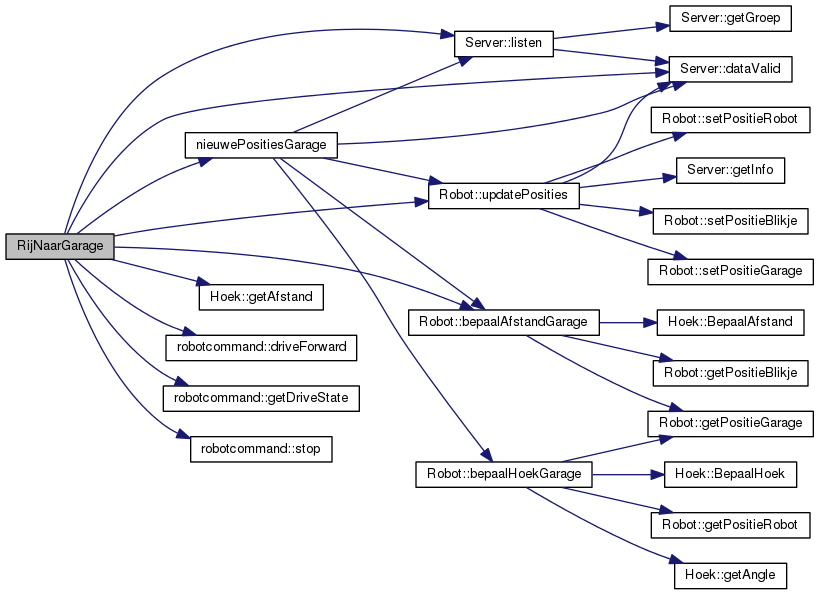 Server::getGroep
Server::listen
Server::dataValid
Robot::setPositieRobot
nieuwePositiesGarage
Server::getInfo
Robot::updatePosities
Robot::setPositieBlikje
RijNaarGarage
Robot::setPositieGarage
Hoek::getAfstand
Robot::bepaalAfstandGarage
Hoek::BepaalAfstand
robotcommand::driveForward
Robot::getPositieBlikje
robotcommand::getDriveState
Robot::getPositieGarage
robotcommand::stop
Robot::bepaalHoekGarage
Hoek::BepaalHoek
Robot::getPositieRobot
Hoek::getAngle